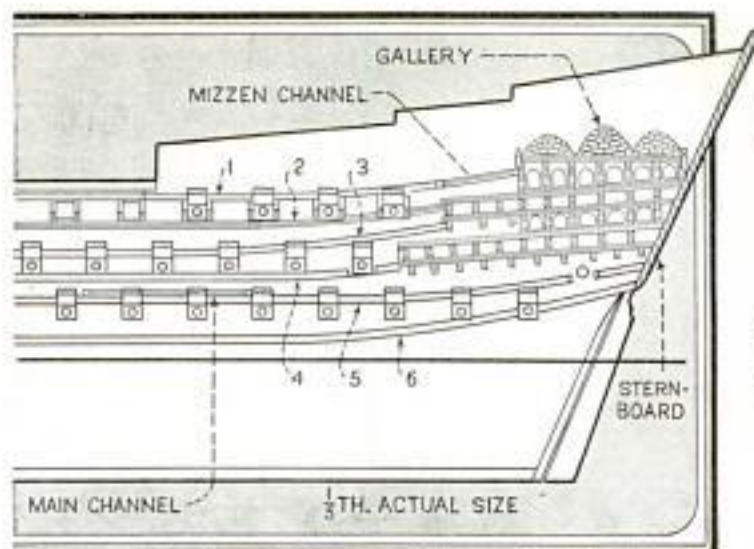 GALLERY
MIZZEN CHANNEL
1 2 3
4 5 6
STERN-
BOARD
MAIN CHANNEL
1/3TH. ACTUAL SIZE